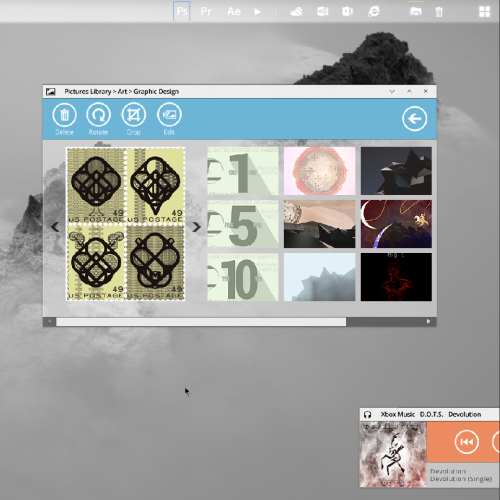 Ps Pr Ae
Pictures Library > Art > Graphic Design
Delete Rotate Crop Edit
49 49
US POSTAGE US POSTAGE
49 49
US POSTAGE US POSTAGE
1
5
10
Xbox Music - D.O.T.S. - Devolution
Devolution
Devolution (Single)